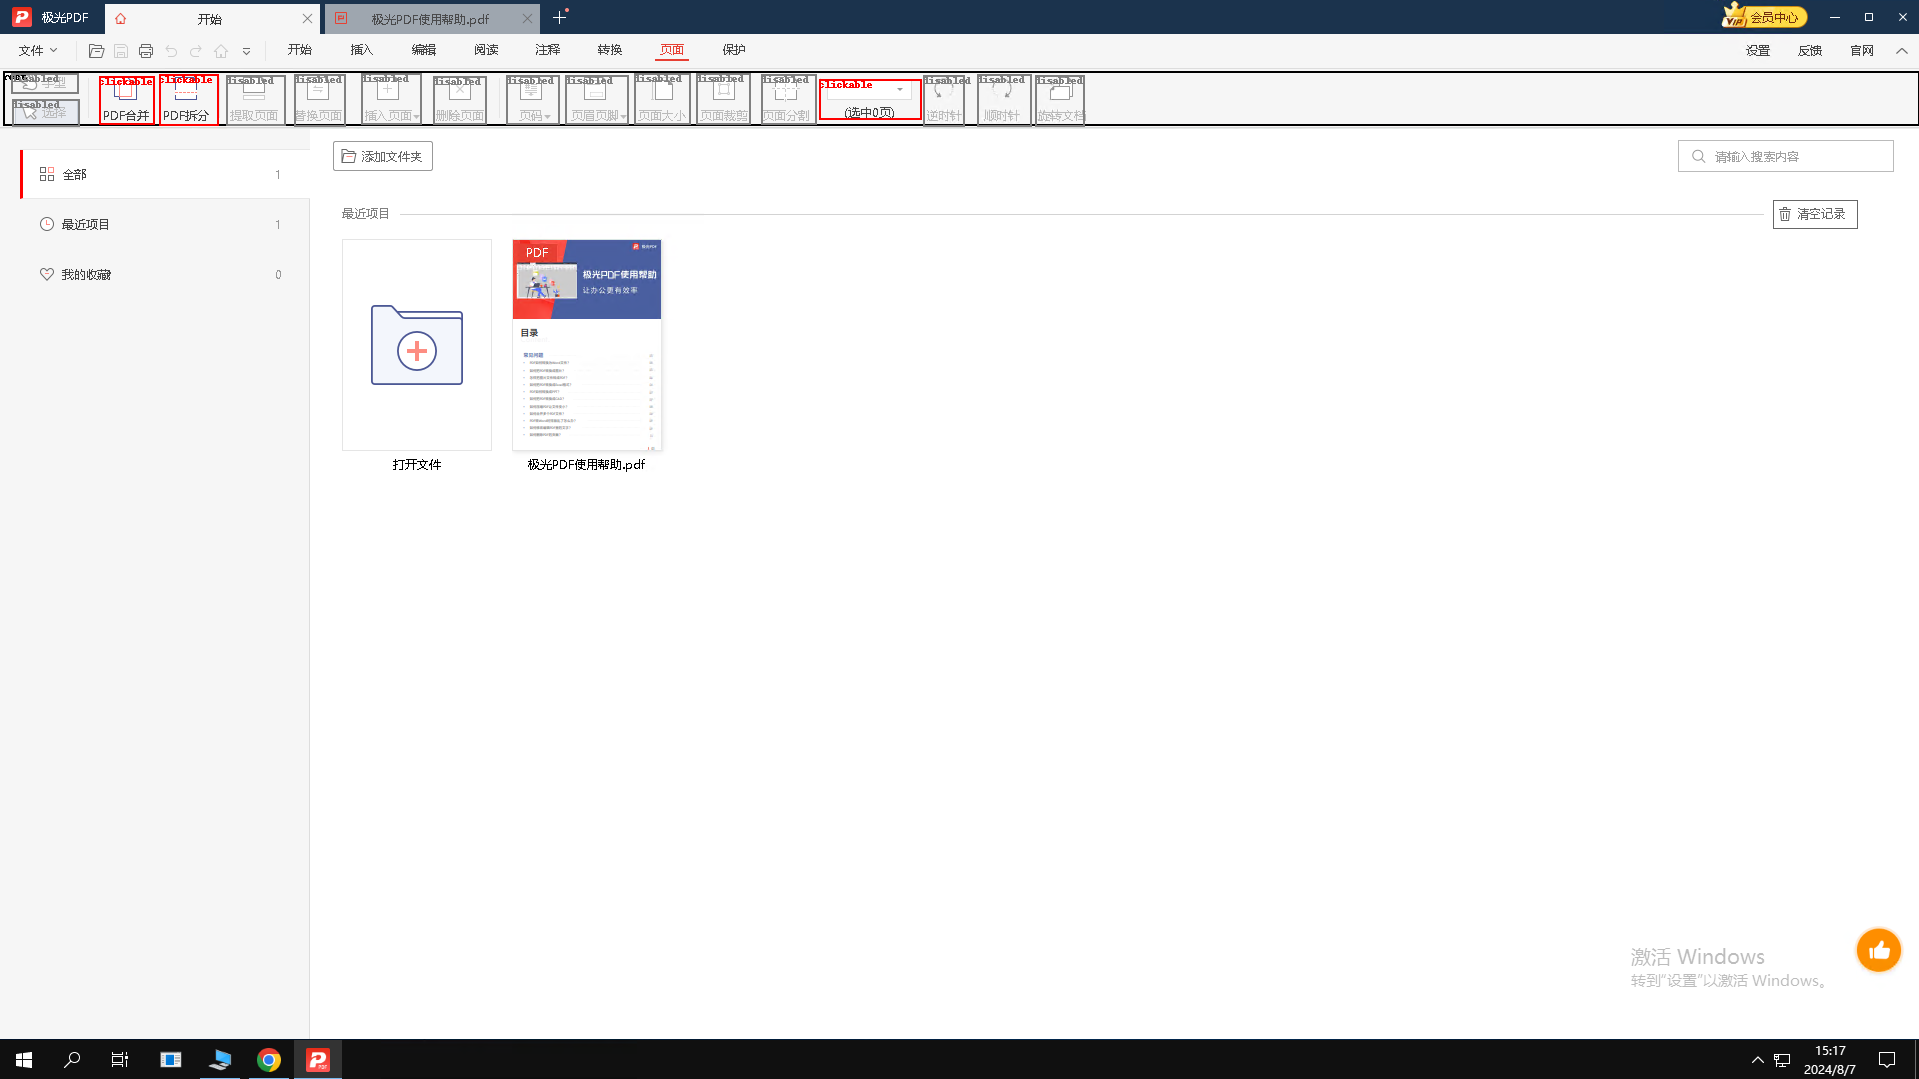 极光PDF
开始
极光PDF使用帮助.pdf
VIP 会员中心
文件
开始
插入
编辑
阅读
注释
转换
页面
保护
设置
反馈
官网
disabled
手型
disabled
选择
clickable
PDF合并
clickable
PDF拆分
disabled
提取页面
disabled
替换页面
disabled
插入页面
disabled
删除页面
disabled
页码
disabled
页眉页脚
disabled
页面大小
disabled
页面裁剪
disabled
页面分割
clickable
(选中0页)
disabled
逆时针
disabled
顺时针
disabled
旋转文档
全部 1
最近项目 1
我的收藏 0
添加文件夹
请输入搜索内容
最近项目
清空记录
PDF
极光PDF
极光PDF使用帮助
让办公更有效率
目录
常见问题
打开文件
极光PDF使用帮助.pdf
激活 Windows
转到"设置"以激活 Windows。
15:17
2024/8/7